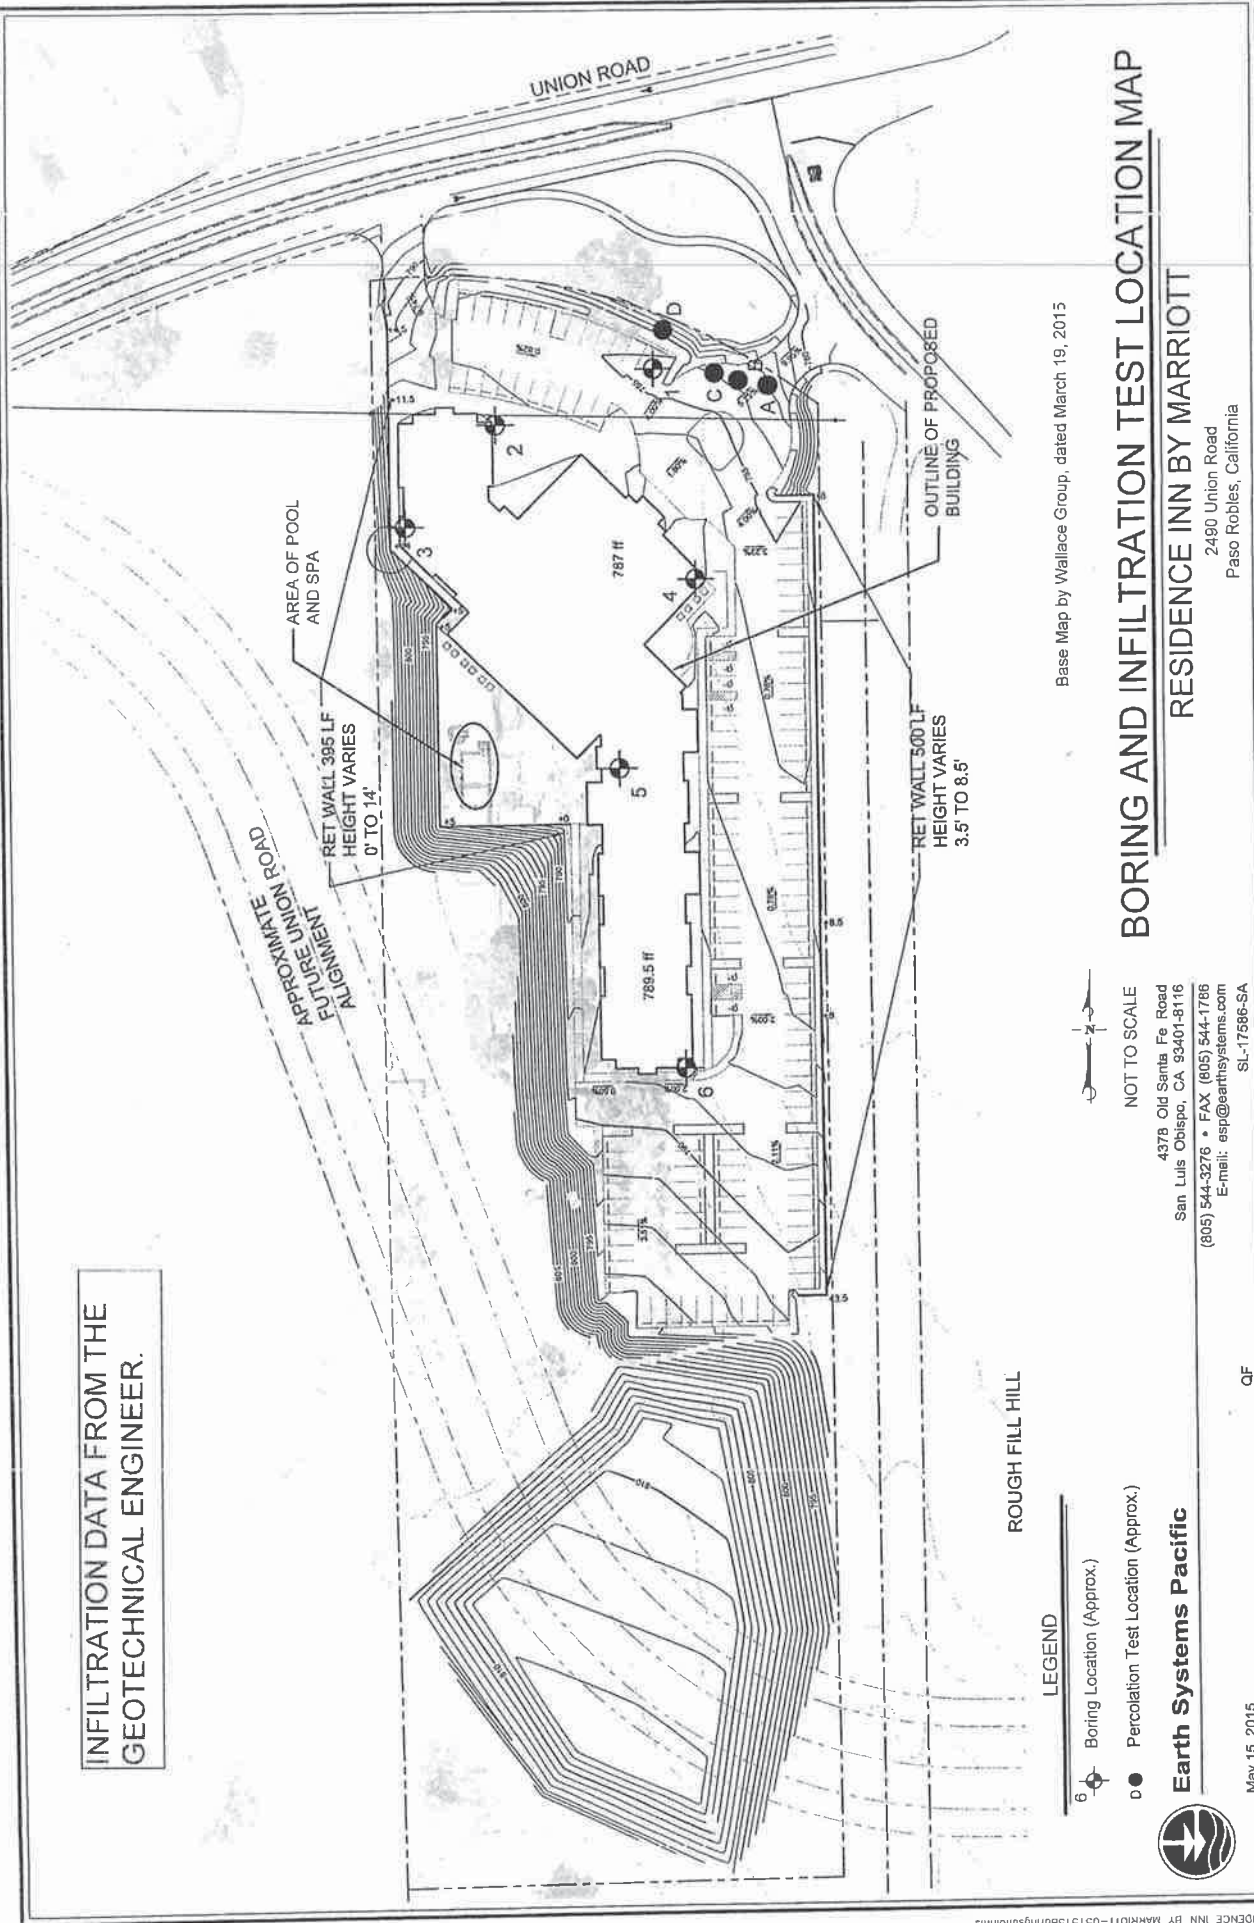 INFILTRATION DATA FROM THE
GEOTECHNICAL ENGINEER.
UNION ROAD
APPROXIMATE
FUTURE UNION ROAD
ALIGNMENT
RET WALL 395 LF
HEIGHT VARIES
0' TO 14'
AREA OF POOL
AND SPA
+11.5
1
2
3
4
5
6
A
B
C
D
787 ff
789.5 ff
OUTLINE OF PROPOSED
BUILDING
RET WALL 500 LF
HEIGHT VARIES
3.5' TO 8.5'
ROUGH FILL HILL
Base Map by Wallace Group, dated March 19, 2015
LEGEND
6 Boring Location (Approx.)
D Percolation Test Location (Approx.)
N
NOT TO SCALE
BORING AND INFILTRATION TEST LOCATION MAP
RESIDENCE INN BY MARRIOTT
2490 Union Road
Paso Robles, California
Earth Systems Pacific
4378 Old Santa Fe Road
San Luis Obispo, CA 93401-8116
(805) 544-3276 • FAX (805) 544-1786
E-mail: esp@earthsystems.com
SL-17586-SA
May 15, 2015
QF